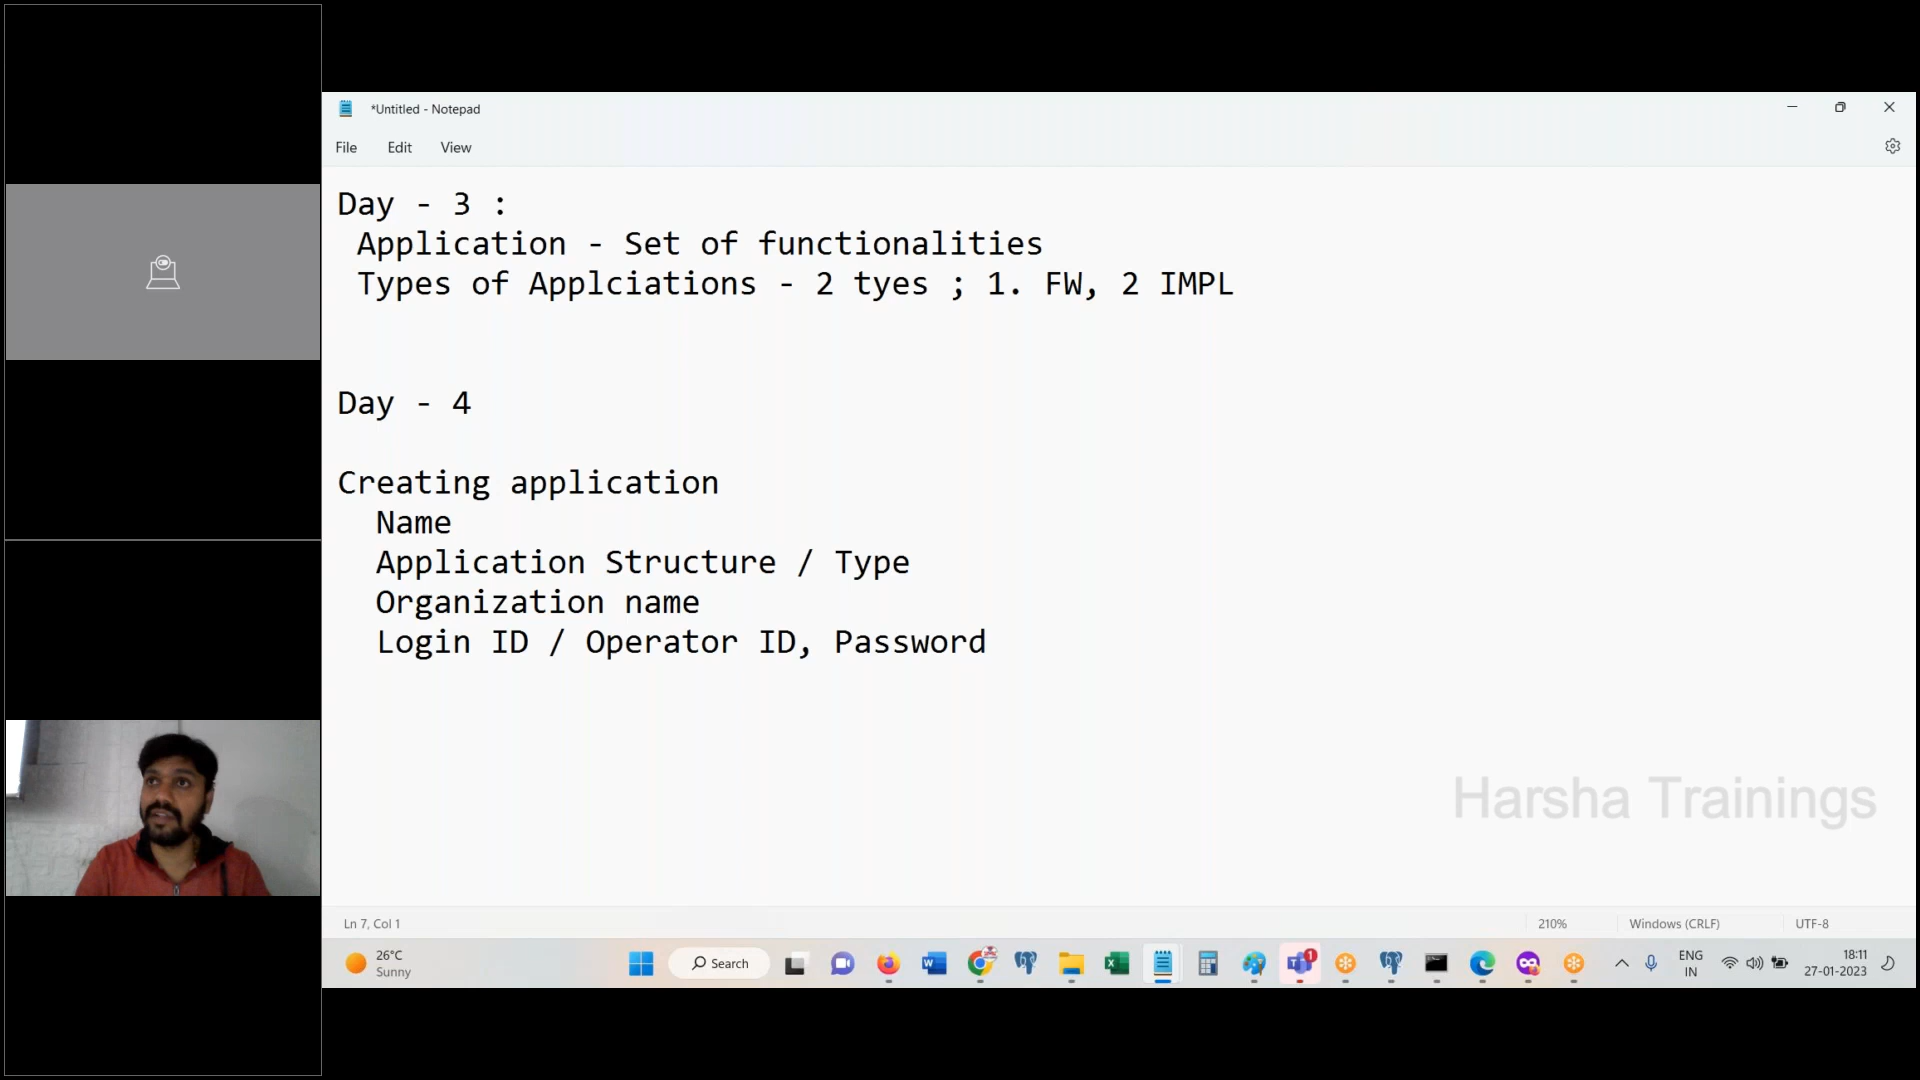 *Untitled - Notepad
File Edit View
Day - 3 :
Application - Set of functionalities
Types of Applciations - 2 tyes ; 1. FW, 2 IMPL
Day - 4
Creating application
Name
Application Structure / Type
Organization name
Login ID / Operator ID, Password
Harsha Trainings
Ln 7, Col 1 210% Windows (CRLF) UTF-8
26°C
Sunny
Search
1
ENG
IN
18:11
27-01-2023